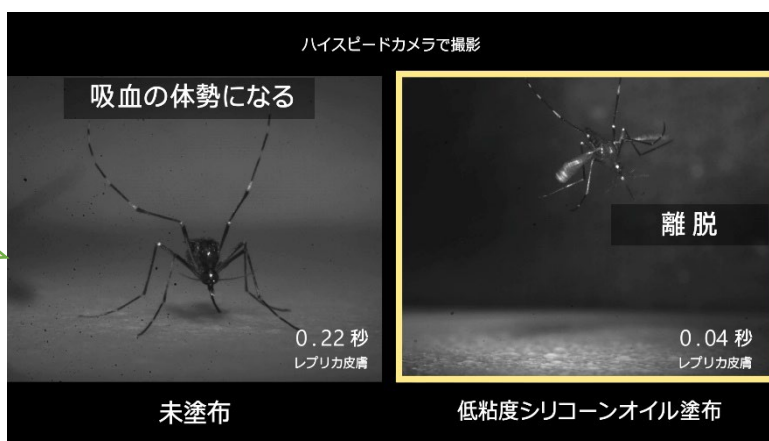 ハイスピードカメラで撮影
吸血の体勢になる
0.22 秒
レプリカ皮膚
未塗布
離脱
0.04 秒
レプリカ皮膚
低粘度シリコーンオイル塗布